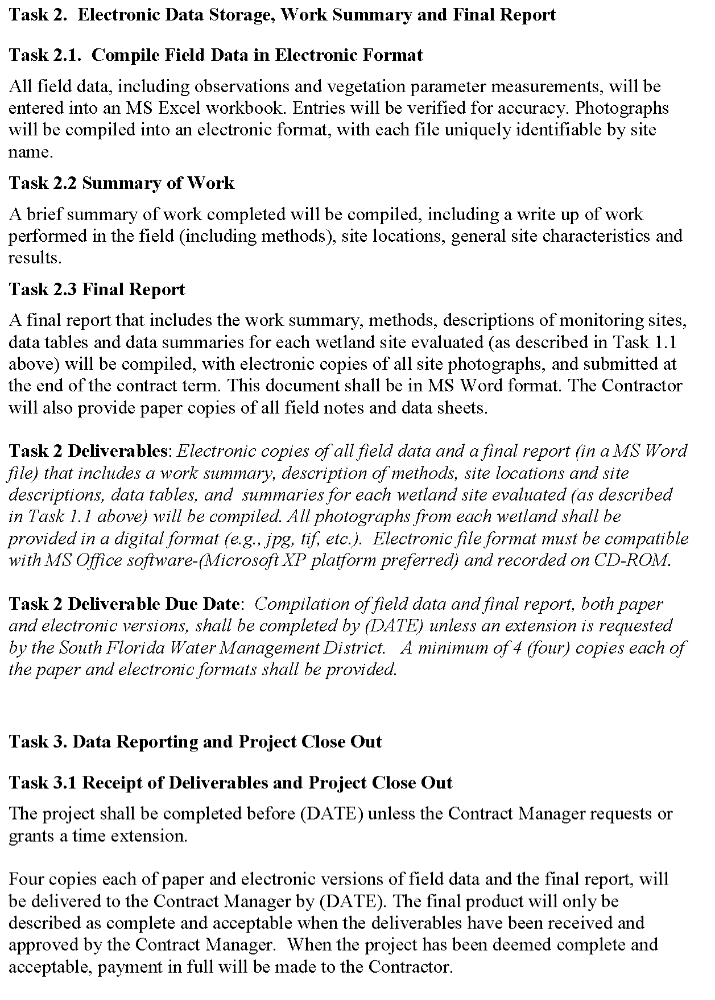 Task 2.  Electronic Data Storage, Work Summary and Final Report
Task 2.1.  Compile Field Data in Electronic Format
All field data, including observations and vegetation parameter measurements, will be
entered into an MS Excel workbook. Entries will be verified for accuracy. Photographs
will be compiled into an electronic format, with each file uniquely identifiable by site
name.
Task 2.2 Summary of Work
A brief summary of work completed will be compiled, including a write up of work
performed in the field (including methods), site locations, general site characteristics and
results.
Task 2.3 Final Report
A final report that includes the work summary, methods, descriptions of monitoring sites,
data tables and data summaries for each wetland site evaluated (as described in Task 1.1
above) will be compiled, with electronic copies of all site photographs, and submitted at
the end of the contract term. This document shall be in MS Word format. The Contractor
will also provide paper copies of all field notes and data sheets.
Task 2 Deliverables: Electronic copies of all field data and a final report (in a MS Word
file) that includes a work summary, description of methods, site locations and site
descriptions, data tables, and  summaries for each wetland site evaluated (as described
in Task 1.1 above) will be compiled. All photographs from each wetland shall be
provided in a digital format (e.g., jpg, tif, etc.).  Electronic file format must be compatible
with MS Office software-(Microsoft XP platform preferred) and recorded on CD-ROM.
Task 2 Deliverable Due Date:  Compilation of field data and final report, both paper
and electronic versions, shall be completed by (DATE) unless an extension is requested
by the South Florida Water Management District.   A minimum of 4 (four) copies each of
the paper and electronic formats shall be provided.
Task 3. Data Reporting and Project Close Out
Task 3.1 Receipt of Deliverables and Project Close Out
The project shall be completed before (DATE) unless the Contract Manager requests or
grants a time extension.
Four copies each of paper and electronic versions of field data and the final report, will
be delivered to the Contract Manager by (DATE). The final product will only be
described as complete and acceptable when the deliverables have been received and
approved by the Contract Manager.  When the project has been deemed complete and
acceptable, payment in full will be made to the Contractor.